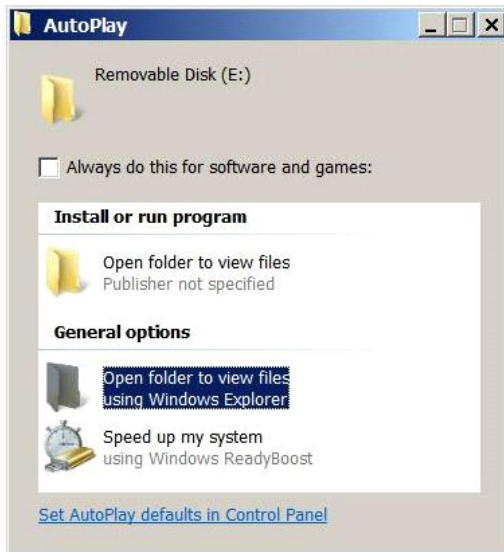 AutoPlay
Removable Disk (E:)
Always do this for software and games:
Install or run program
Open folder to view files
Publisher not specified
General options
Open folder to view files
using Windows Explorer
Speed up my system
using Windows ReadyBoost
Set AutoPlay defaults in Control Panel